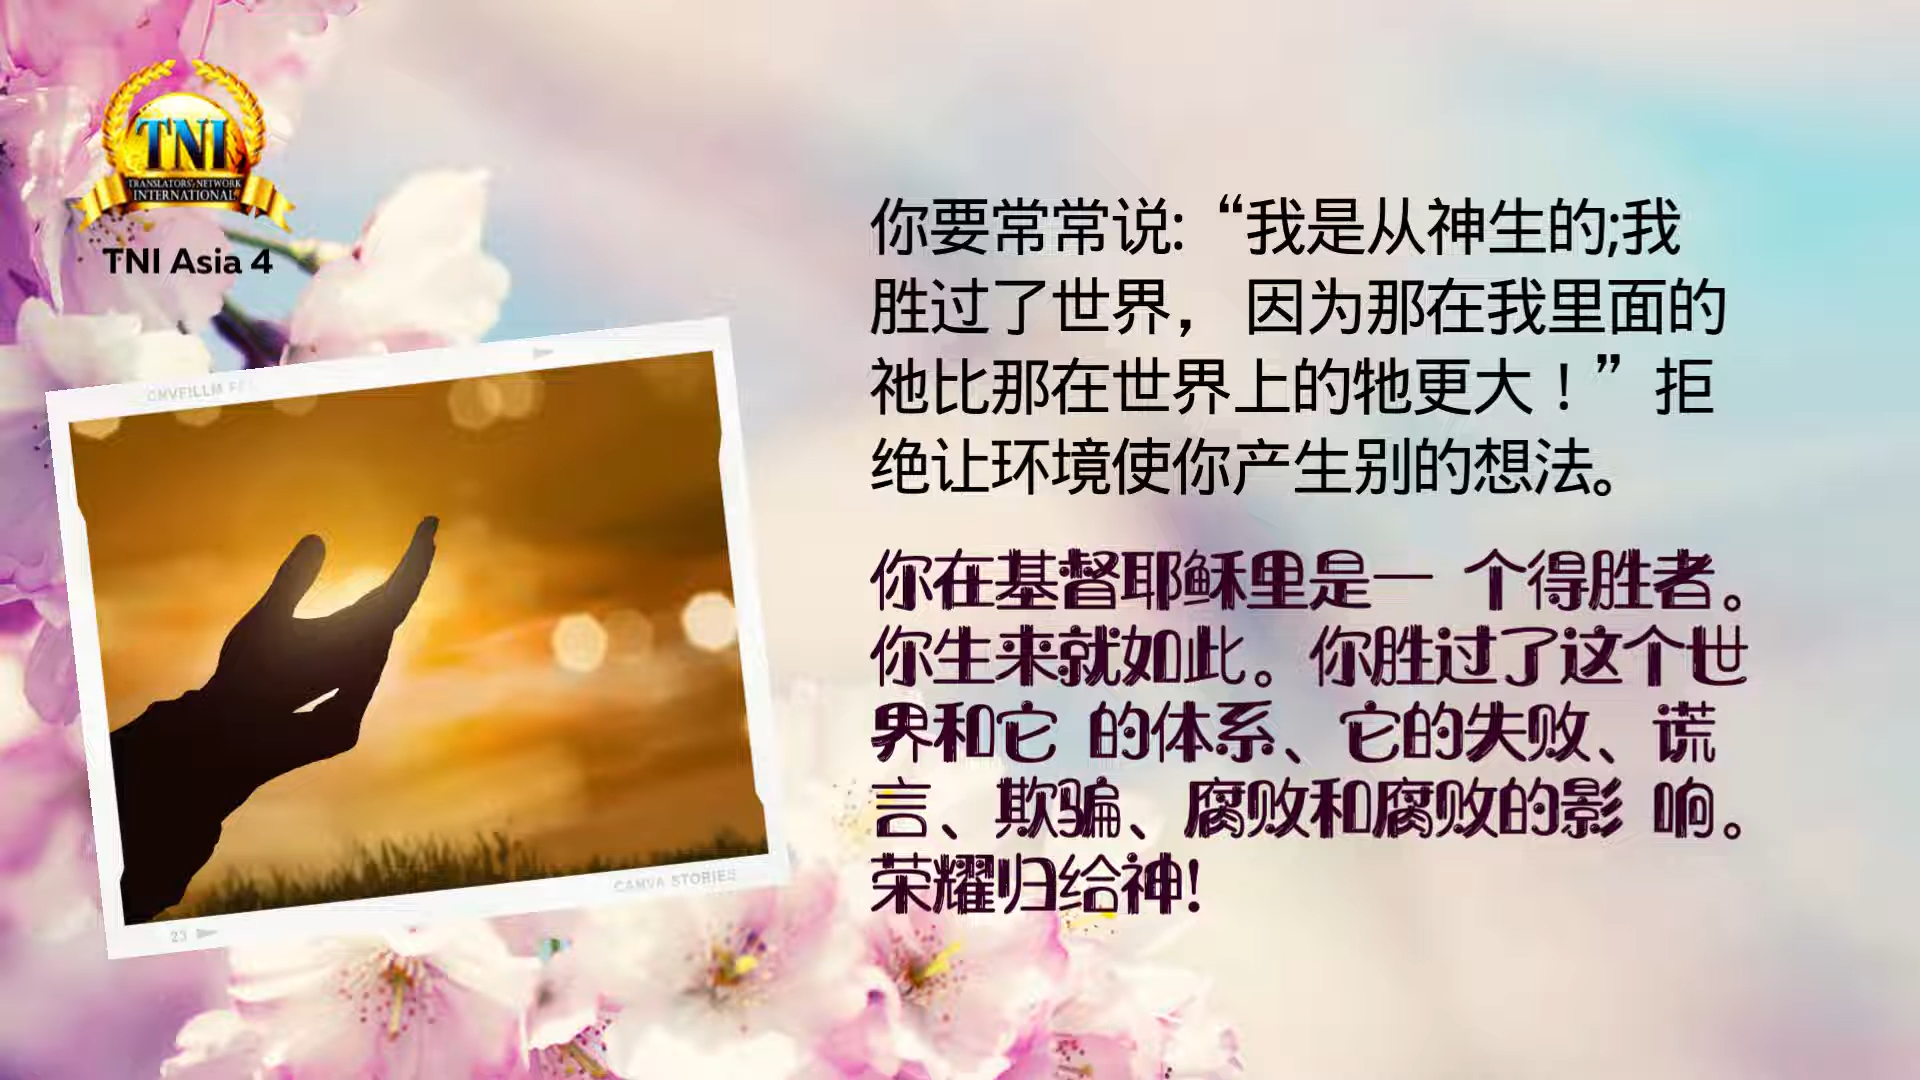 TNI
TRANSLATORS' NETWORK
INTERNATIONAL
TNI Asia 4
你要常常说:“我是从神生的;我
胜过了世界，因为那在我里面的
祂比那在世界上的牠更大！”拒
绝让环境使你产生别的想法。
你在基督耶稣里是一 个得胜者。
你生来就如此。你胜过了这个世
界和它 的体系、它的失败、谎
言、欺骗、腐败和腐败的影 响。
荣耀归给神!
CANVA STORIES
23